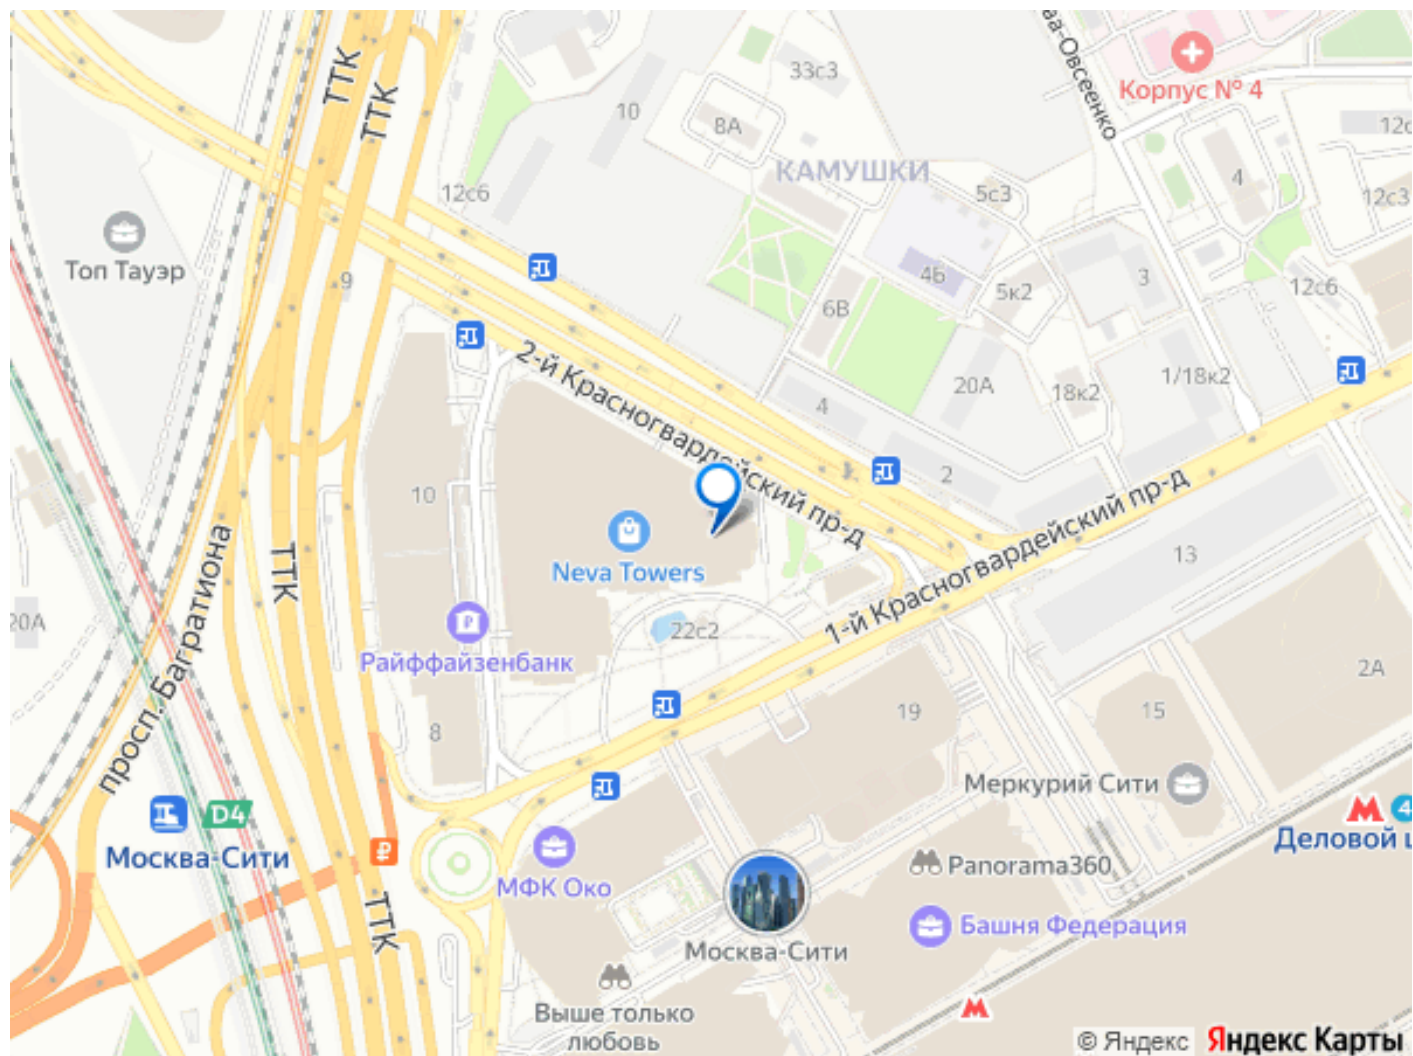 ТТК
ТТК
33с3
10
8А
КАМУШКИ
Корпус № 4
12с6
5с3
4
12с3
Топ Тауэр
9
4Б
5к2
3
12с6
6В
2-й Красногвардейский пр-д
20А
18к2
1/18к2
4
2
10
Neva Towers
1-й Красногвардейский пр-д
13
ТТК
просп. Багратиона
20А
22с2
Райффайзенбанк
2А
8
19
15
Меркурий Сити
D4
Москва-Сити
₽
4
Деловой
МФК Око
Panorama360
Башня Федерация
ТТК
Москва-Сити
Выше только
любовь
© Яндекс
Яндекс Карты